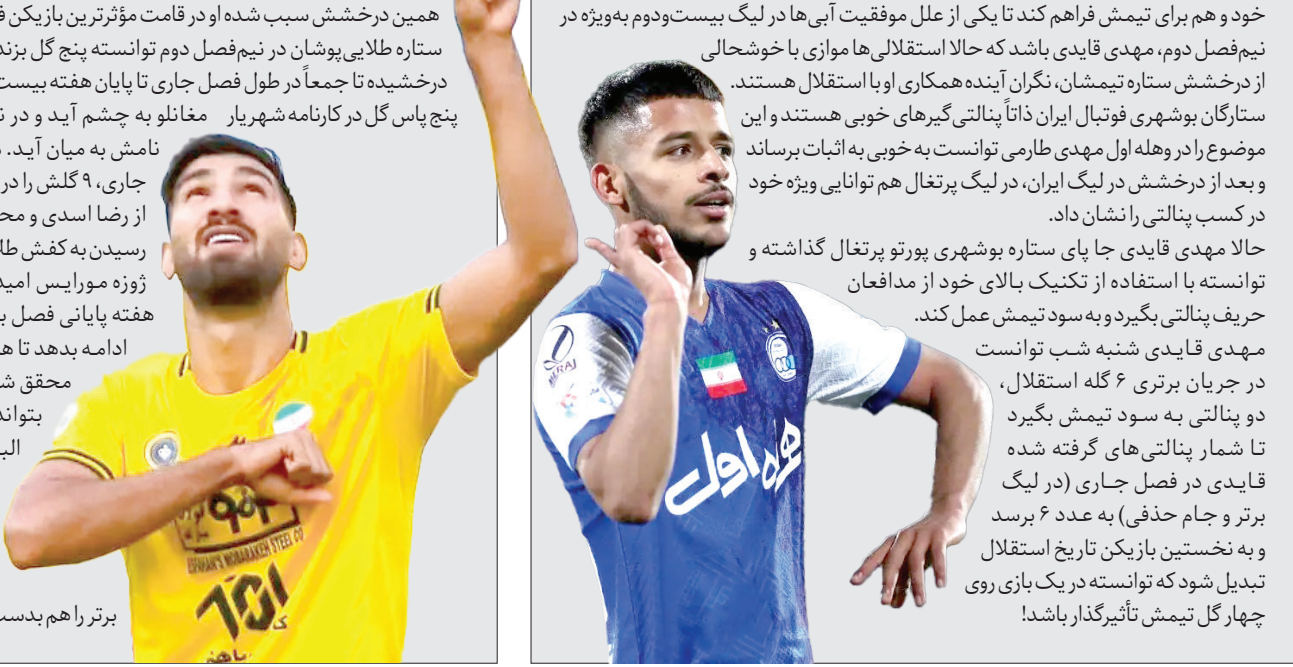 خود و هم برای تیمش فراهم کند تا یکی از علل موفقیت آبی‌ها در لیگ بیست‌ودوم به‌ویژه در
نیم‌فصل دوم، مهدی قایدی باشد که حالا استقلالی‌ها موازی با خوشحالی
از درخشش ستاره تیمشان، نگران آینده همکاری او با استقلال هستند.
ستارگان بوشهری فوتبال ایران ذاتاً پنالتی‌گیرهای خوبی هستند و این
موضوع را در وهله اول مهدی طارمی توانست به خوبی به اثبات برساند
و بعد از درخشش در لیگ ایران، در لیگ پرتغال هم توانایی ویژه خود
در کسب پنالتی را نشان داد.
حالا مهدی قایدی جا پای ستاره بوشهری پورتو پرتغال گذاشته و
توانسته با استفاده از تکنیک بالای خود از مدافعان
حریف پنالتی بگیرد و به سود تیمش عمل کند.
مهدی قایدی شنبه شب توانست
در جریان برتری ۶ گله استقلال،
دو پنالتی به سود تیمش بگیرد
تا شمار پنالتی‌های گرفته شده
قایدی در فصل جاری (در لیگ
برتر و جام حذفی) به عدد ۶ برسد
و به نخستین بازیکن تاریخ استقلال
تبدیل شود که توانسته در یک بازی روی
چهار گل تیمش تأثیرگذار باشد!
MERAJ
همراه اول
همین درخشش سبب شده او در قامت مؤثرترین بازیکن
ستاره طلایی‌پوشان در نیم‌فصل دوم توانسته پنج گل بزند
درخشیده تا جمعاً در طول فصل جاری تا پایان هفته بیست
پنج پاس گل در کارنامه شهریار مغانلو به چشم آید و در
نامش به میان آید.
جاری، ۹ گلش را در
از رضا اسدی و
رسیدن به کفش
ژوزه مورایس
هفته پایانی فصل
ادامه بدهد تا
محقق
برتر را هم
MOBARAKEH STEEL CO